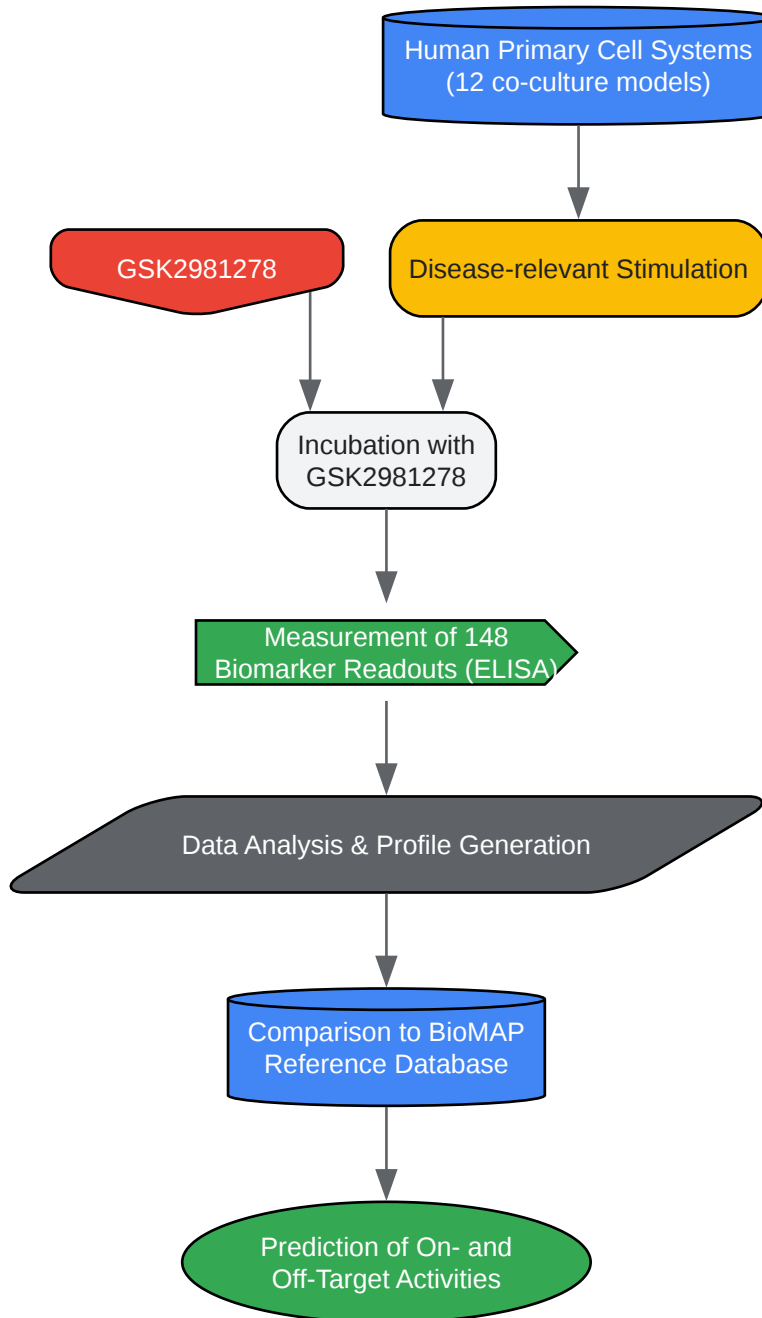 Human Primary Cell Systems
(12 co-culture models)
GSK2981278
Disease-relevant Stimulation
Incubation with
GSK2981278
Measurement of 148
Biomarker Readouts (ELISA)
Data Analysis & Profile Generation
Comparison to BioMAP
Reference Database
Prediction of On- and
Off-Target Activities